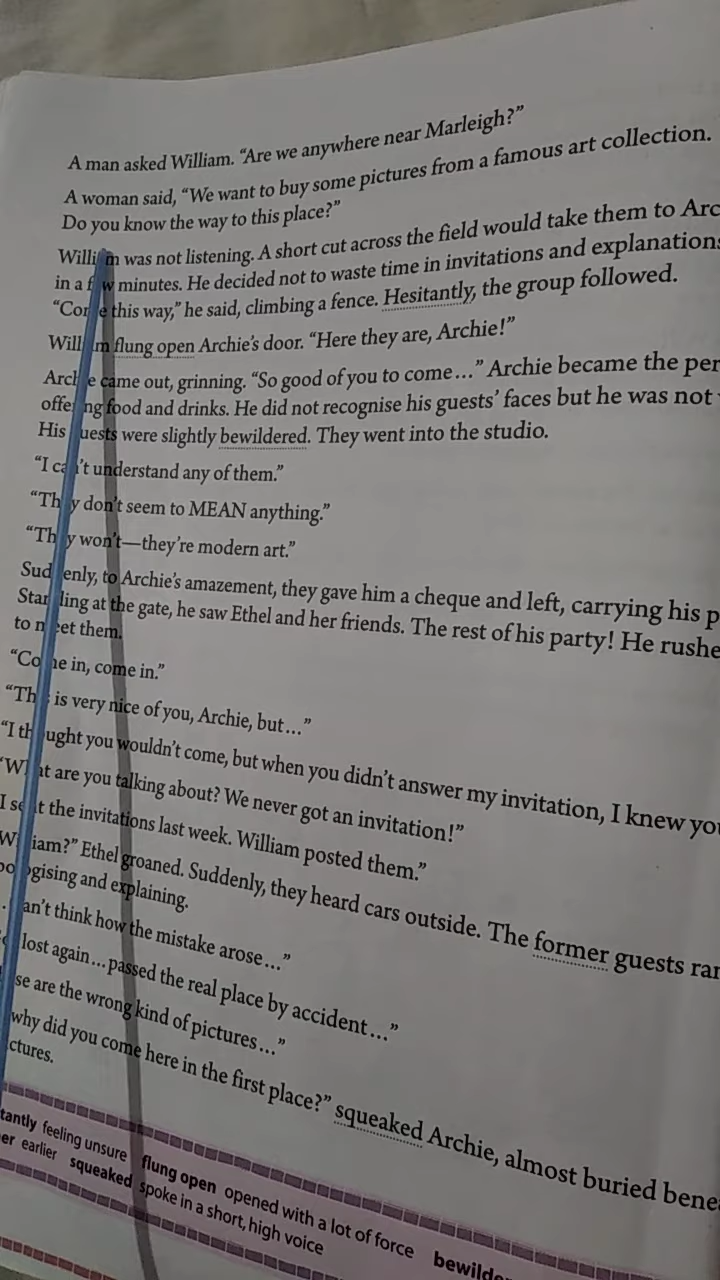 A man asked William. “Are we anywhere near Marleigh?”
A woman said, “We want to buy some pictures from a famous art collection.
Do you know the way to this place?”
William was not listening. A short cut across the field would take them to Arc
in a few minutes. He decided not to waste time in invitations and explanations
“Come this way,” he said, climbing a fence. Hesitantly, the group followed.
William flung open Archie’s door. “Here they are, Archie!”
Archie came out, grinning. “So good of you to come…” Archie became the per
offering food and drinks. He did not recognise his guests’ faces but he was not
His guests were slightly bewildered. They went into the studio.
“I can’t understand any of them.”
“They don’t seem to MEAN anything.”
“They won’t—they’re modern art.”
Suddenly, to Archie’s amazement, they gave him a cheque and left, carrying his p
Standing at the gate, he saw Ethel and her friends. The rest of his party! He rushe
to meet them.
“Come in, come in.”
“This is very nice of you, Archie, but…”
“I thought you wouldn’t come, but when you didn’t answer my invitation, I knew you
“What are you talking about? We never got an invitation!”
I sent the invitations last week. William posted them.”
William?” Ethel groaned. Suddenly, they heard cars outside. The former guests ran
pologising and explaining.
can’t think how the mistake arose…”
lost again…passed the real place by accident…”
se are the wrong kind of pictures…”
why did you come here in the first place?” squeaked Archie, almost buried bene
ctures.
tantly feeling unsure flung open opened with a lot of force bewilde
er earlier squeaked spoke in a short, high voice